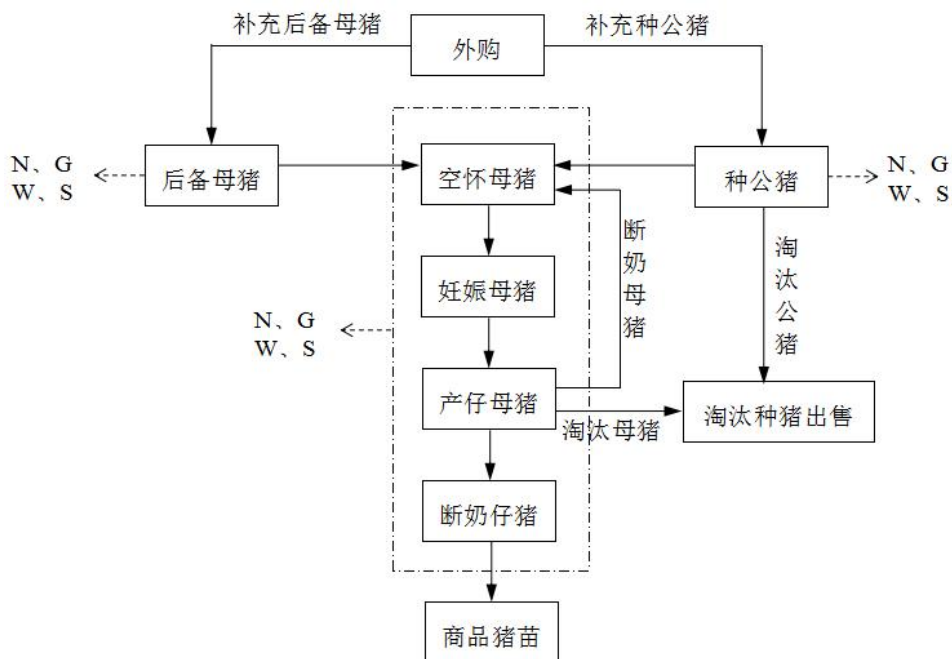 补充后备母猪
外购
补充种公猪
N、G
W、S
后备母猪
空怀母猪
种公猪
N、G
W、S
断奶母猪
淘汰公猪
妊娠母猪
N、G
W、S
产仔母猪
淘汰母猪
淘汰种猪出售
断奶仔猪
商品猪苗